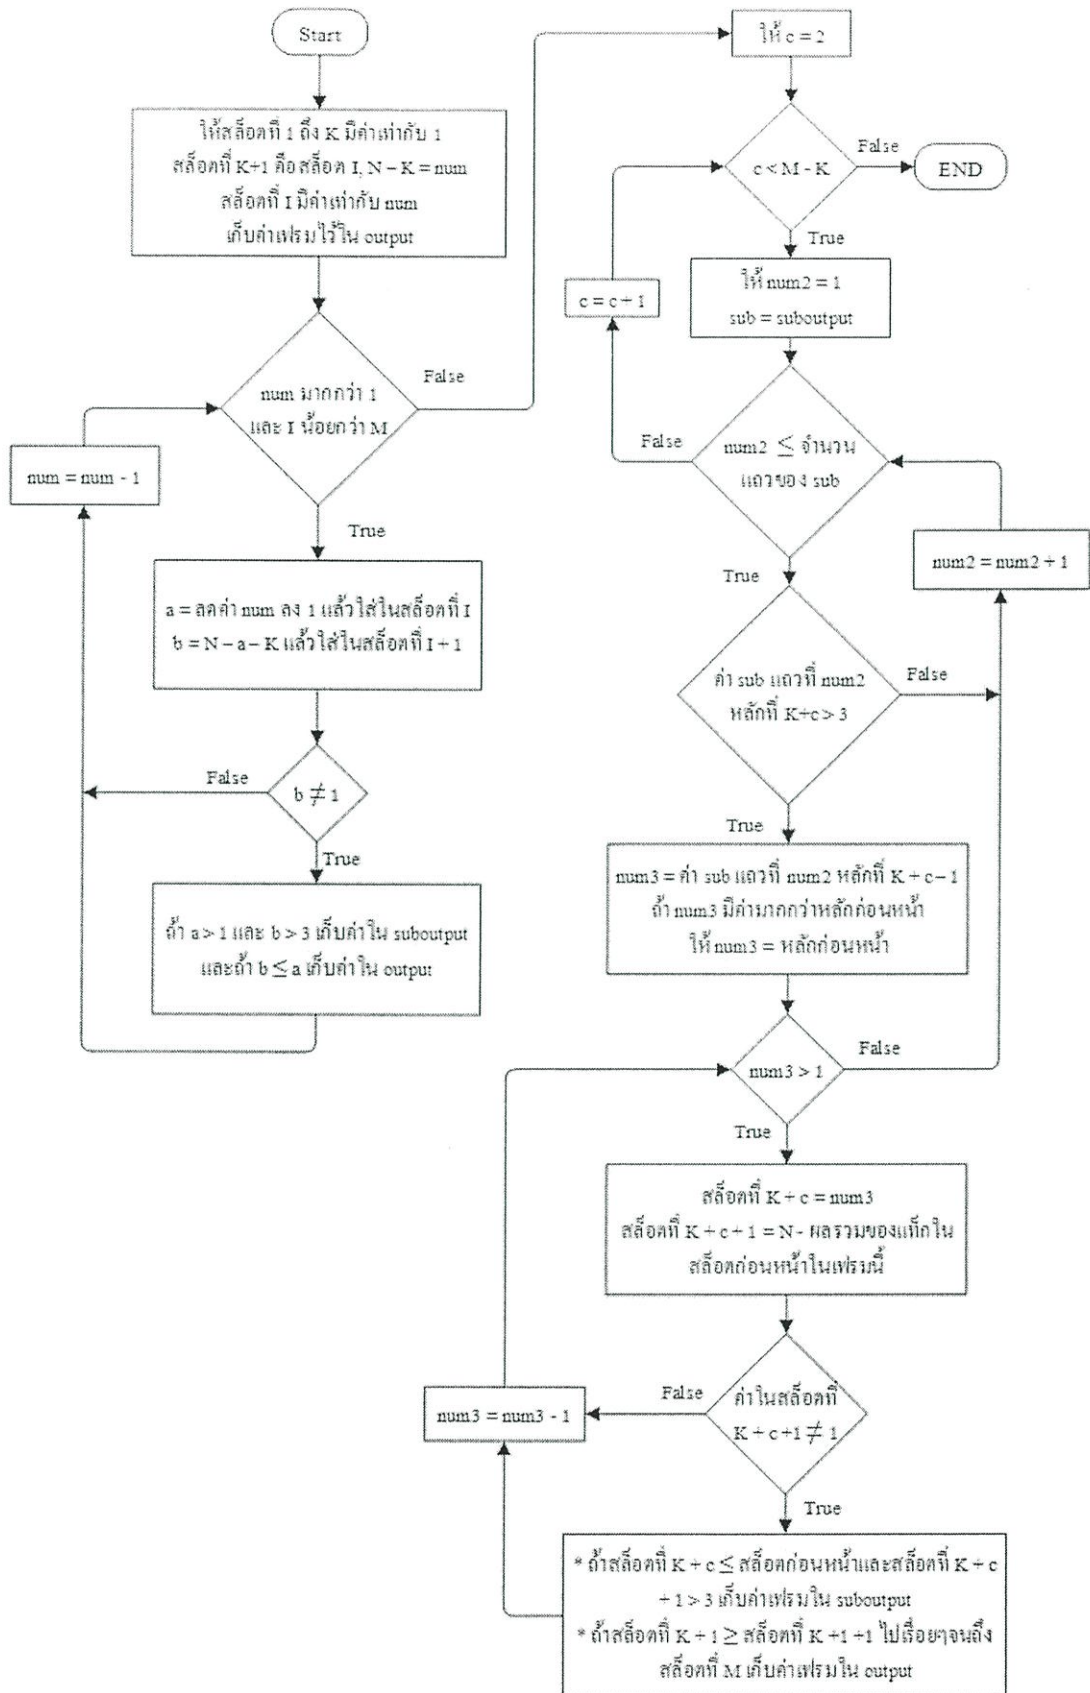 Start
ให้สล็อตที่ 1 ถึง K มีค่าเท่ากับ 1
สล็อตที่ K+1 คือสล็อต I, N – K = num
สล็อตที่ I มีค่าเท่ากับ num
เก็บค่าเฟรมไว้ใน output
num มากกว่า 1
และ I น้อยกว่า M
False
True
num = num - 1
a = ลดค่า num ลง 1 แล้วใส่ในสล็อตที่ I
b = N – a – K แล้วใส่ในสล็อตที่ I + 1
b ≠ 1
False
True
ถ้า a > 1 และ b > 3 เก็บค่าใน suboutput
และถ้า b ≤ a เก็บค่าใน output
ให้ c = 2
c < M - K
False
END
True
c = c + 1
ให้ num2 = 1
sub = suboutput
num2 ≤ จำนวน
แถวของ sub
False
True
num2 = num2 + 1
ค่า sub แถวที่ num2
หลักที่ K+c > 3
False
True
num3 = ค่า sub แถวที่ num2 หลักที่ K + c – 1
ถ้า num3 มีค่ามากกว่าหลักก่อนหน้า
ให้ num3 = หลักก่อนหน้า
num3 > 1
False
True
สล็อตที่ K + c = num3
สล็อตที่ K + c + 1 = N - ผลรวมของแท็กใน
สล็อตก่อนหน้าในเฟรมนี้
num3 = num3 - 1
False
ค่าในสล็อตที่
K + c +1 ≠ 1
True
* ถ้าสล็อตที่ K + c ≤ สล็อตก่อนหน้าและสล็อตที่ K + c
+ 1 > 3 เก็บค่าเฟรมใน suboutput
* ถ้าสล็อตที่ K + 1 ≥ สล็อตที่ K +1 +1 ไปเรื่อยๆจนถึง
สล็อตที่ M เก็บค่าเฟรมใน output